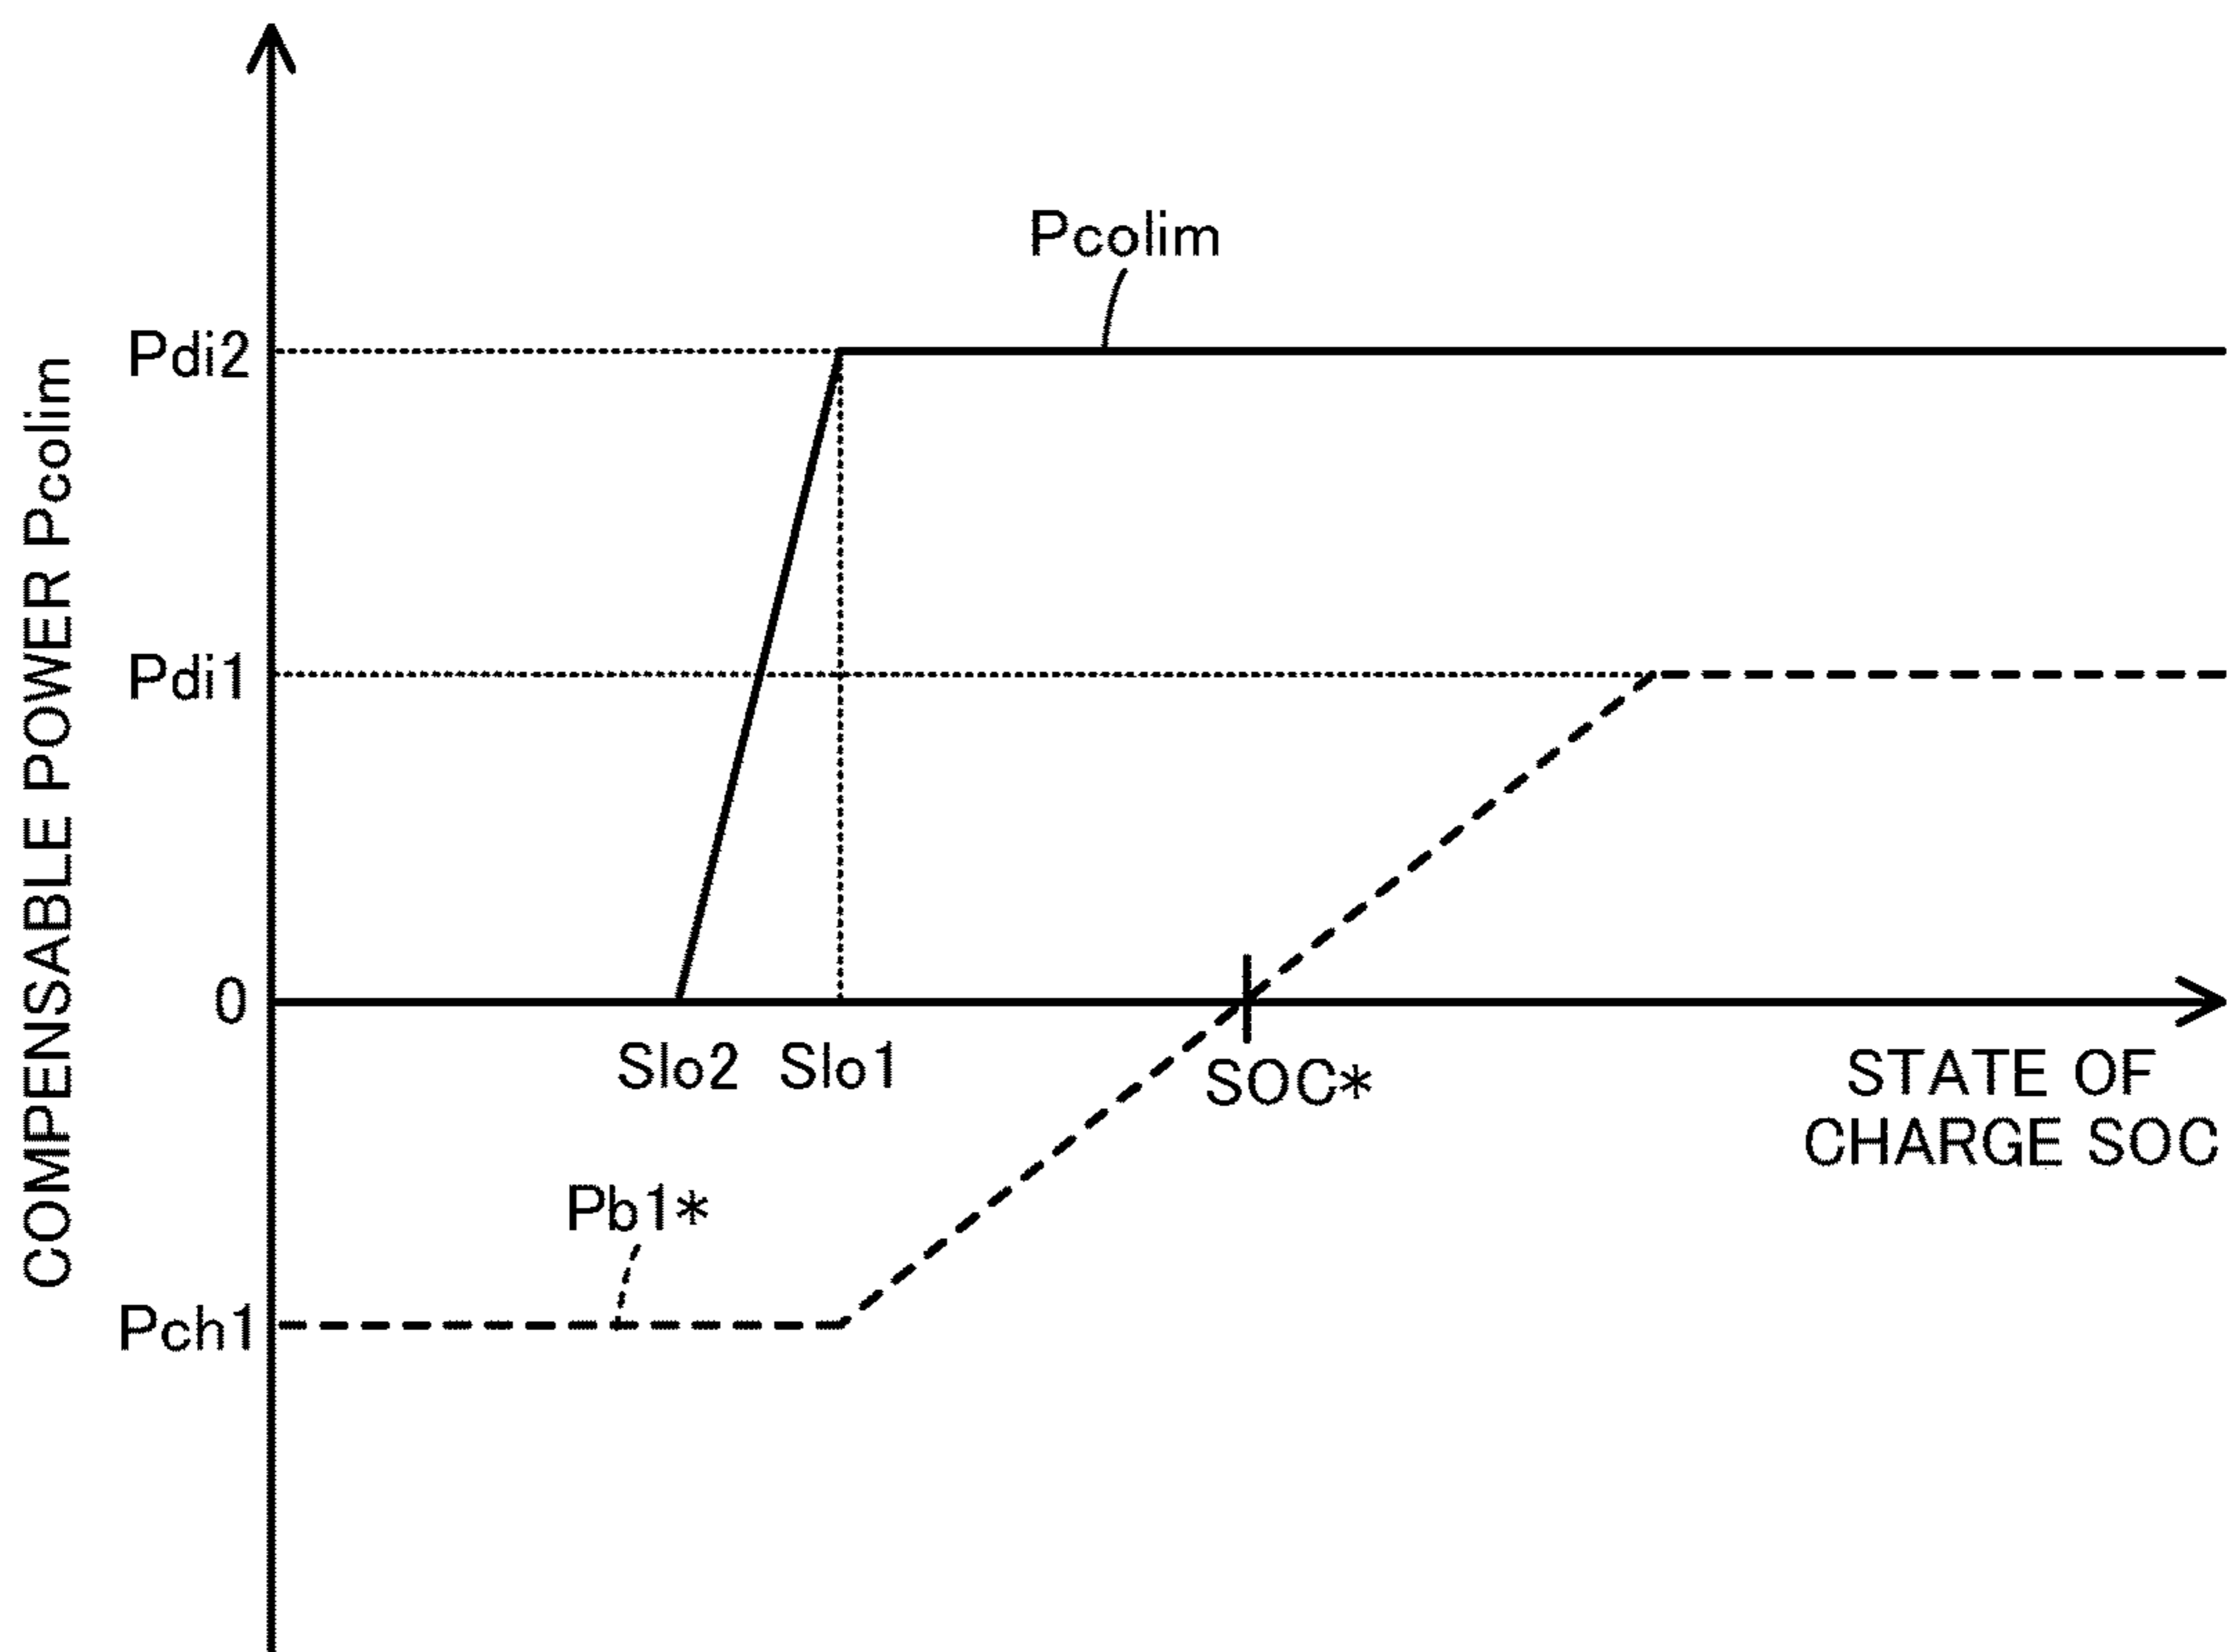 COMPENSABLE POWER Pcolim
Pcolim
Pdi2
Pdi1
0
Slo2 Slo1
SOC*
STATE OF
CHARGE SOC
Pb1*
Pch1